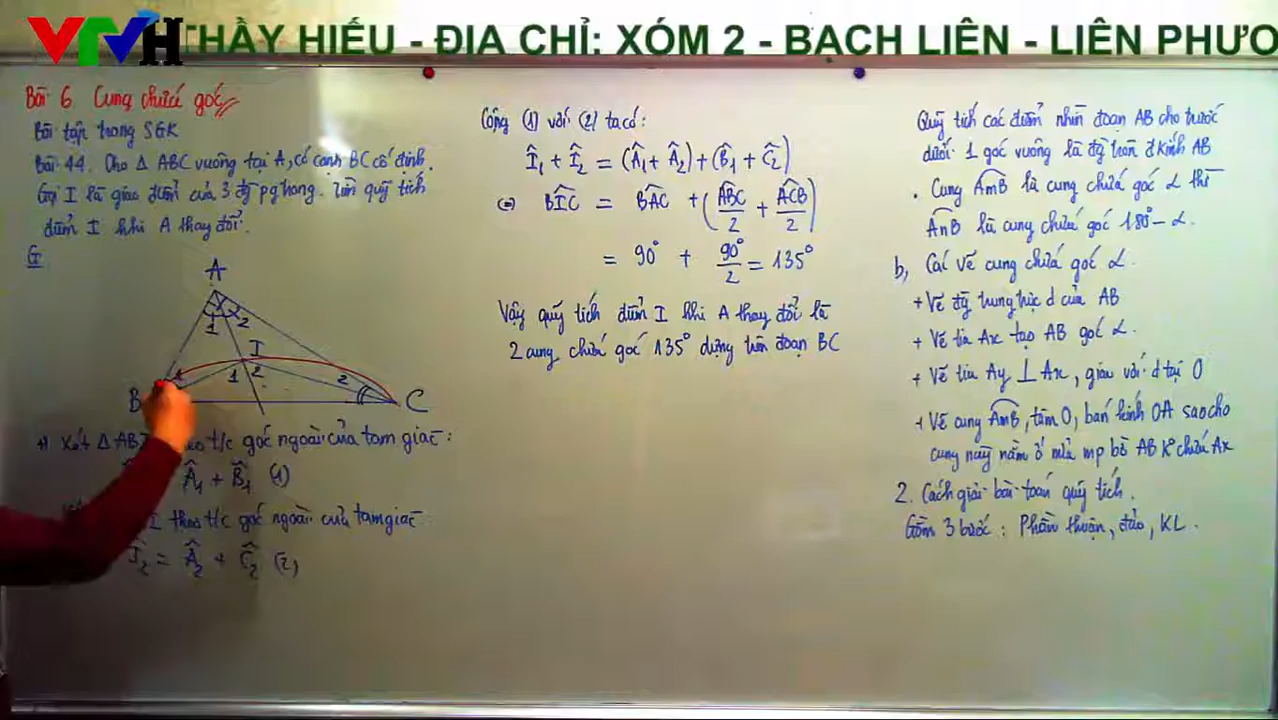 VTVH
THẦY HIẾU - ĐỊA CHỈ: XÓM 2 - BẠCH LIÊN - LIÊN PHƯƠ
Bài 6 Cung chứa góc
Bài tập trong SGK
Bài 44. Cho Δ ABC vuông tại A, có cạnh BC cố định.
Gọi I là giao điểm của 3 đg pg trong. Tìm quỹ tích
điểm I khi A thay đổi.
G
A
1 2
I
1 1 2 2
B C
+) Xét Δ AB theo t/c góc ngoài của tam giác:
Â₁ + B̂₁ (1)
I theo t/c góc ngoài của tam giác
Î₂ = Â₂ + Ĉ₂ (2)
Cộng (1) với (2) ta có:
Î₁ + Î₂ = (Â₁ + Â₂) + (B̂₁ + Ĉ₂)
(=) BÎC = BÂC + (AB̂C/2 + AĈB/2)
= 90° + 90°/2 = 135°
Vậy quỹ tích điểm I khi A thay đổi là
2 cung chứa góc 135° dựng trên đoạn BC
Quỹ tích các điểm nhìn đoạn AB cho trước
dưới 1 góc vuông là đg tròn đ kính AB
. Cung AmB là cung chứa góc α thì
AnB là cung chứa góc 180° - α.
b, Cách vẽ cung chứa góc α.
+ Vẽ đg trung trực d của AB
+ Vẽ tia Ax tạo AB góc α.
+ Vẽ tia Ay ⊥ Ax, giao với d tại O
+ Vẽ cung AmB, tâm O, bán kính OA sao cho
cung này nằm ở nửa mp bờ AB K° chứa Ax
2. Cách giải bài toán quỹ tích.
Gồm 3 bước : Phần thuận, đảo, KL.